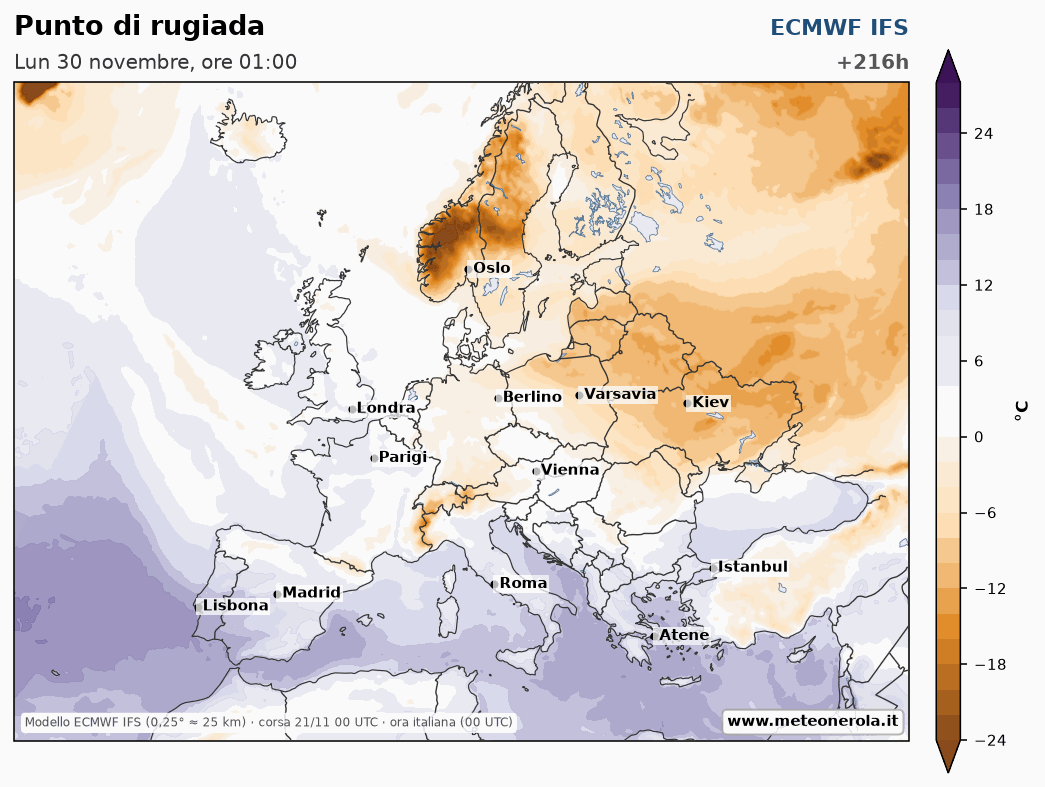 Punto di rugiada
ECMWF IFS
Lun 30 novembre, ore 01:00
+216h
Oslo
Londra
Berlino
Varsavia
Kiev
Parigi
Vienna
Istanbul
Madrid
Roma
Lisbona
Atene
24
18
12
6
0
−6
−12
−18
−24
°C
Modello ECMWF IFS (0,25° ≈ 25 km) · corsa 21/11 00 UTC · ora italiana (00 UTC)
www.meteonerola.it